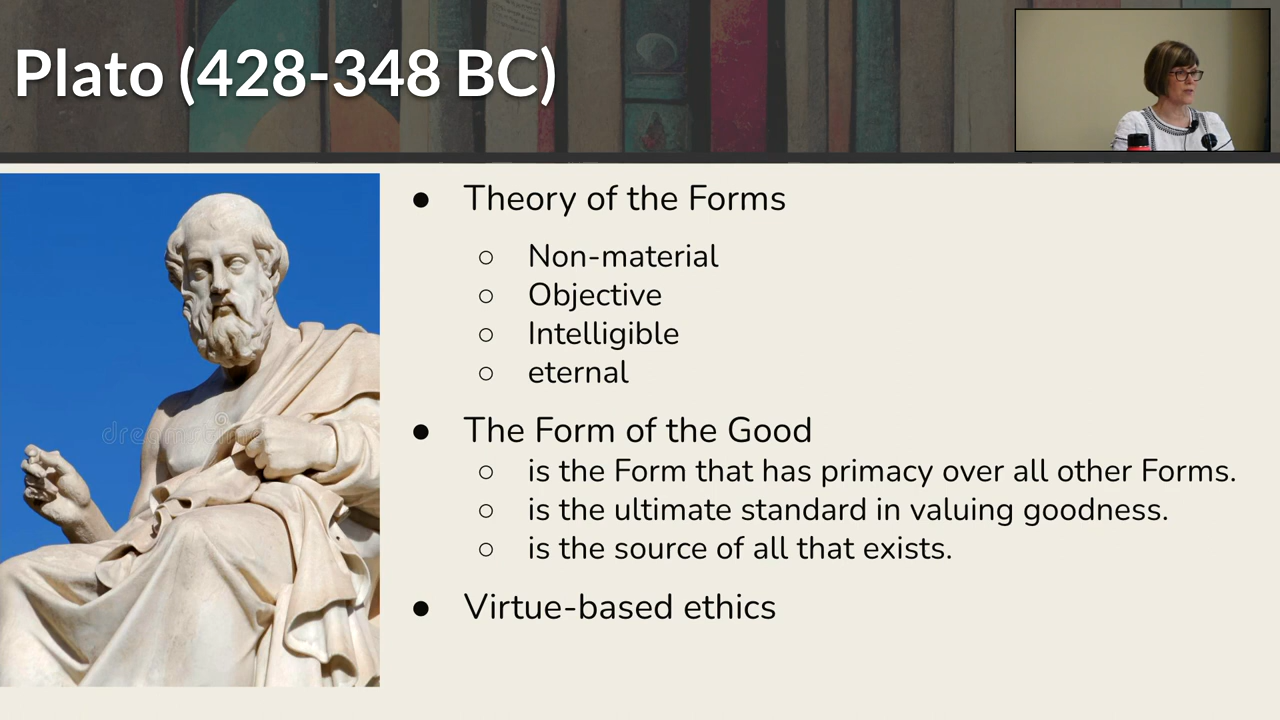 Plato (428-348 BC)
● Theory of the Forms
○ Non-material
○ Objective
○ Intelligible
○ eternal
● The Form of the Good
○ is the Form that has primacy over all other Forms.
○ is the ultimate standard in valuing goodness.
○ is the source of all that exists.
● Virtue-based ethics
dreamstime